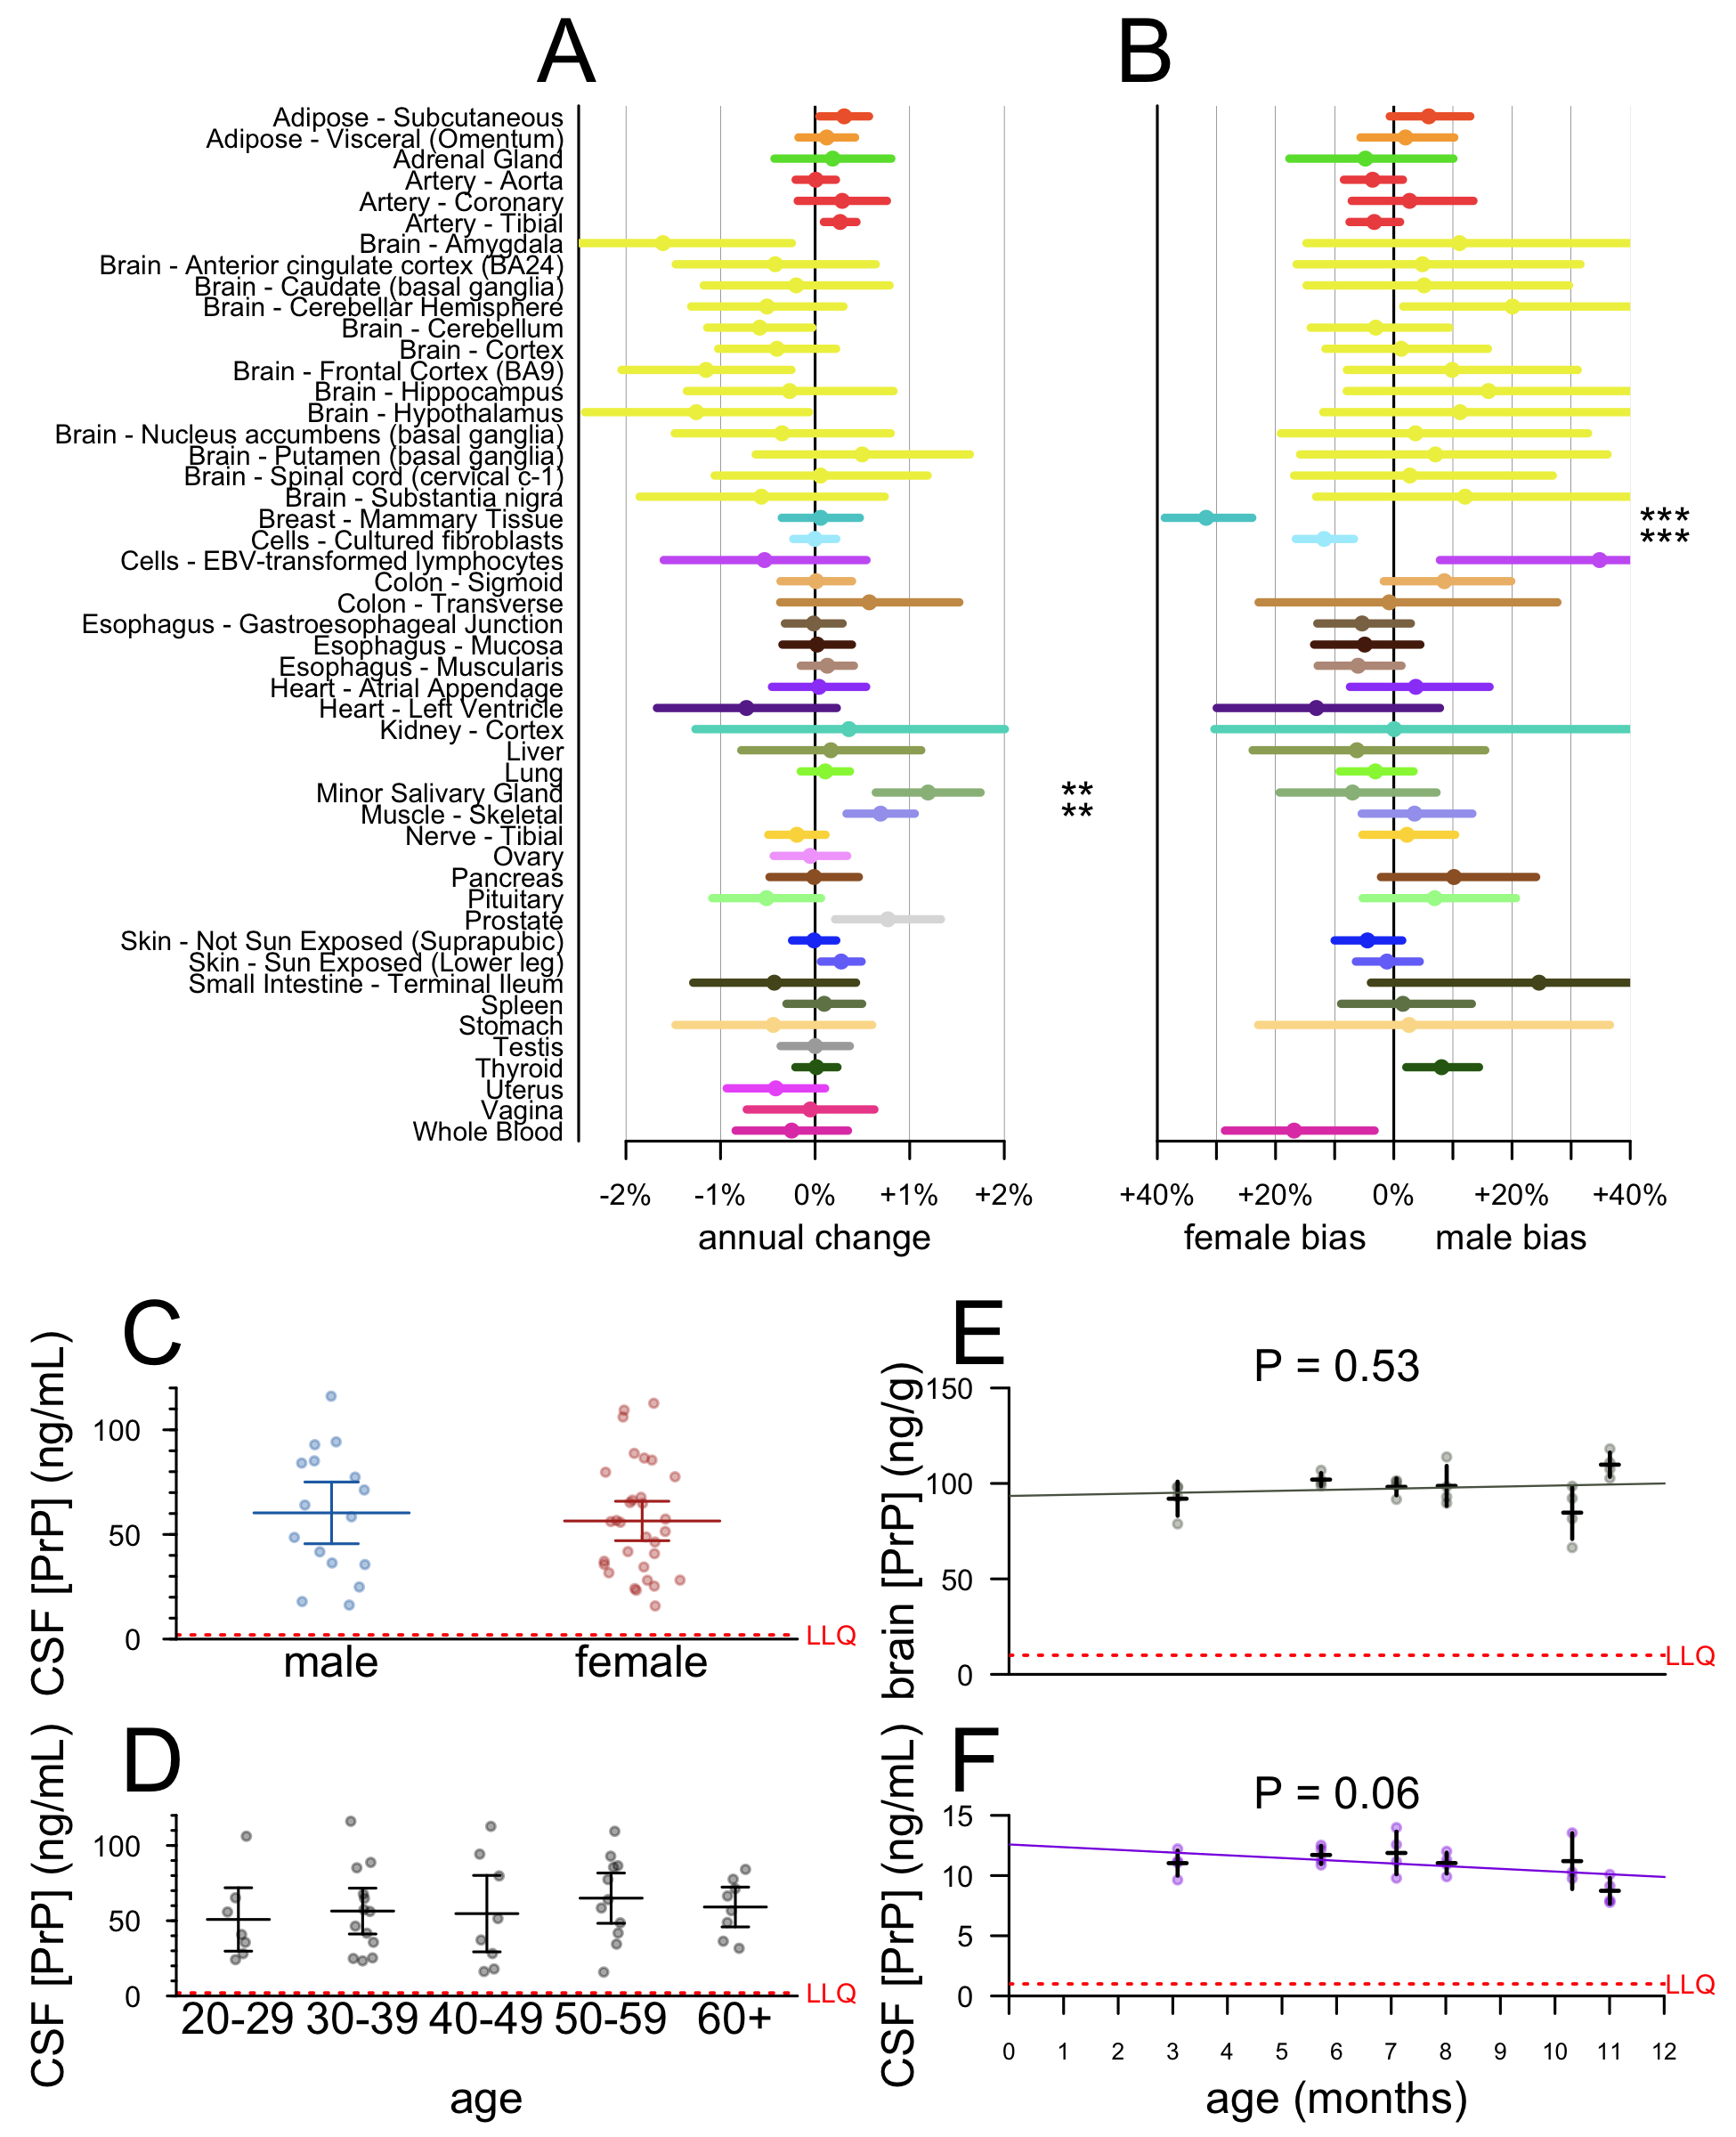 A
B
Adipose - Subcutaneous
Adipose - Visceral (Omentum)
Adrenal Gland
Artery - Aorta
Artery - Coronary
Artery - Tibial
Brain - Amygdala
Brain - Anterior cingulate cortex (BA24)
Brain - Caudate (basal ganglia)
Brain - Cerebellar Hemisphere
Brain - Cerebellum
Brain - Cortex
Brain - Frontal Cortex (BA9)
Brain - Hippocampus
Brain - Hypothalamus
Brain - Nucleus accumbens (basal ganglia)
Brain - Putamen (basal ganglia)
Brain - Spinal cord (cervical c-1)
Brain - Substantia nigra
Breast - Mammary Tissue ***
Cells - Cultured fibroblasts ***
Cells - EBV-transformed lymphocytes
Colon - Sigmoid
Colon - Transverse
Esophagus - Gastroesophageal Junction
Esophagus - Mucosa
Esophagus - Muscularis
Heart - Atrial Appendage
Heart - Left Ventricle
Kidney - Cortex
Liver
Lung
Minor Salivary Gland **
Muscle - Skeletal **
Nerve - Tibial
Ovary
Pancreas
Pituitary
Prostate
Skin - Not Sun Exposed (Suprapubic)
Skin - Sun Exposed (Lower leg)
Small Intestine - Terminal Ileum
Spleen
Stomach
Testis
Thyroid
Uterus
Vagina
Whole Blood
-2% -1% 0% +1% +2%
annual change
+40% +20% 0% +20% +40%
female bias male bias
C
CSF [PrP] (ng/mL)
100
50
0
LLQ
male female
D
CSF [PrP] (ng/mL)
100
50
0
LLQ
20-29 30-39 40-49 50-59 60+
age
E
P = 0.53
brain [PrP] (ng/g)
150
100
50
0
LLQ
F
P = 0.06
CSF [PrP] (ng/mL)
15
10
5
0
LLQ
0 1 2 3 4 5 6 7 8 9 10 11 12
age (months)